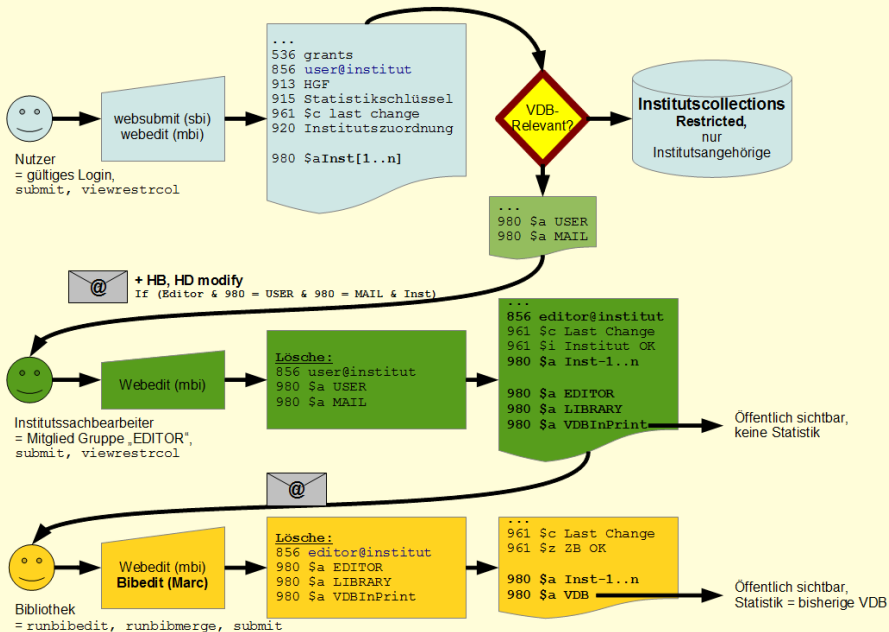 ...
536 grants
856 user@institut
913 HGF
915 Statistikschlüssel
961 $c last change
920 Institutszuordnung
980 $aInst[1..n]
websubmit (sbi)
webedit (mbi)
VDB-
Relevant?
Institutscollections
Restricted,
nur
Institutsangehörige
Nutzer
= gültiges Login,
submit, viewrestrcol
...
980 $a USER
980 $a MAIL
@
+ HB, HD modify
If (Editor & 980 = USER & 980 = MAIL & Inst)
Webedit (mbi)
Lösche:
856 user@institut
980 $a USER
980 $a MAIL
...
856 editor@institut
961 $c Last Change
961 $i Institut OK
980 $a Inst-1..n
980 $a EDITOR
980 $a LIBRARY
980 $a VDBInPrint
Öffentlich sichtbar,
keine Statistik
Institutssachbearbeiter
= Mitglied Gruppe „EDITOR",
submit, viewrestrcol
@
Webedit (mbi)
Bibedit (Marc)
Lösche:
856 editor@institut
980 $a EDITOR
980 $a LIBRARY
980 $a VDBInPrint
...
961 $c Last Change
961 $z ZB OK
980 $a Inst-1..n
980 $a VDB
Öffentlich sichtbar,
Statistik = bisherige VDB
Bibliothek
= runbibedit, runbibmerge, submit